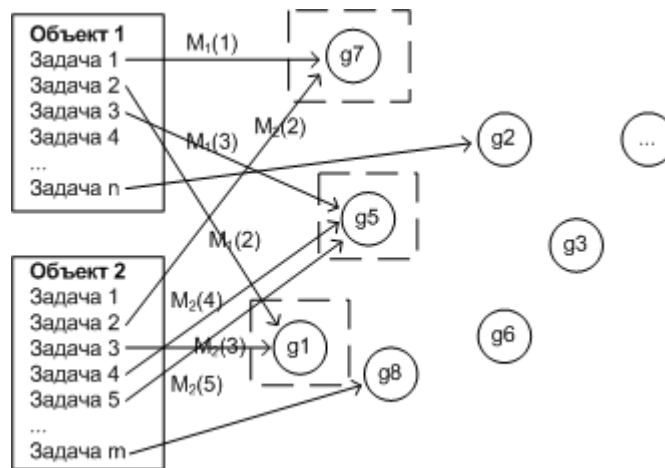 Объект 1
Задача 1
Задача 2
Задача 3
Задача 4
...
Задача n
M₁(1)
g7
M₂(2)
M₁(3)
g2
...
g5
M₁(2)
g3
Объект 2
Задача 1
Задача 2
Задача 3
Задача 4
Задача 5
...
Задача m
M₂(4)
M₂(3)
g1
g6
M₂(5)
g8